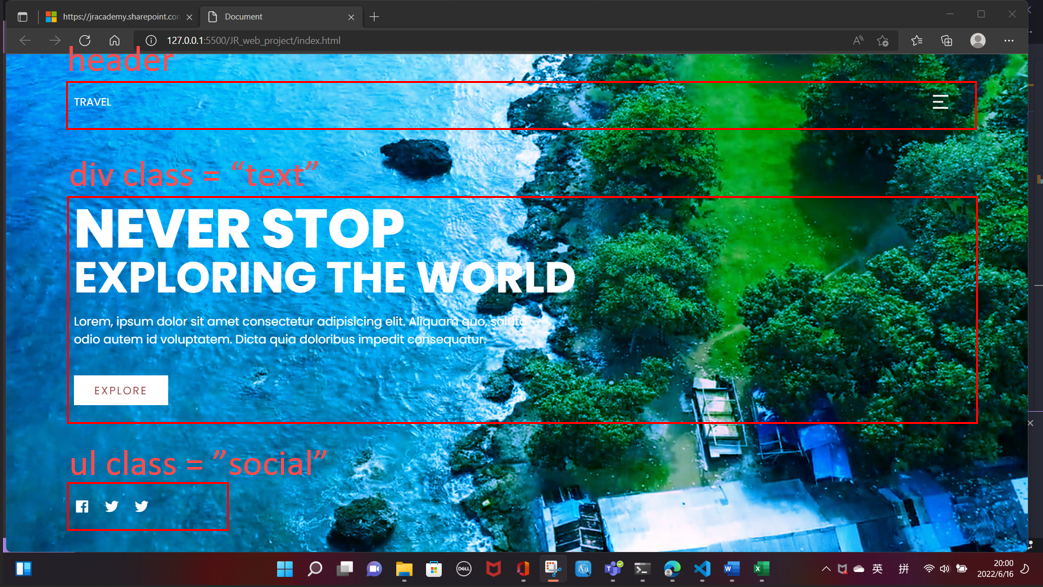 https://jracademy.sharepoint.con
Document
127.0.0.1:5500/JR_web_project/index.html
header
TRAVEL
div class = “text”
NEVER STOP
EXPLORING THE WORLD
Lorem, ipsum dolor sit amet consectetur adipisicing elit. Aliquam quo, soluta
odio autem id voluptatem. Dicta quia doloribus impedit consequatur.
EXPLORE
ul class = ”social”
DELL
英
拼
20:00
2022/6/16